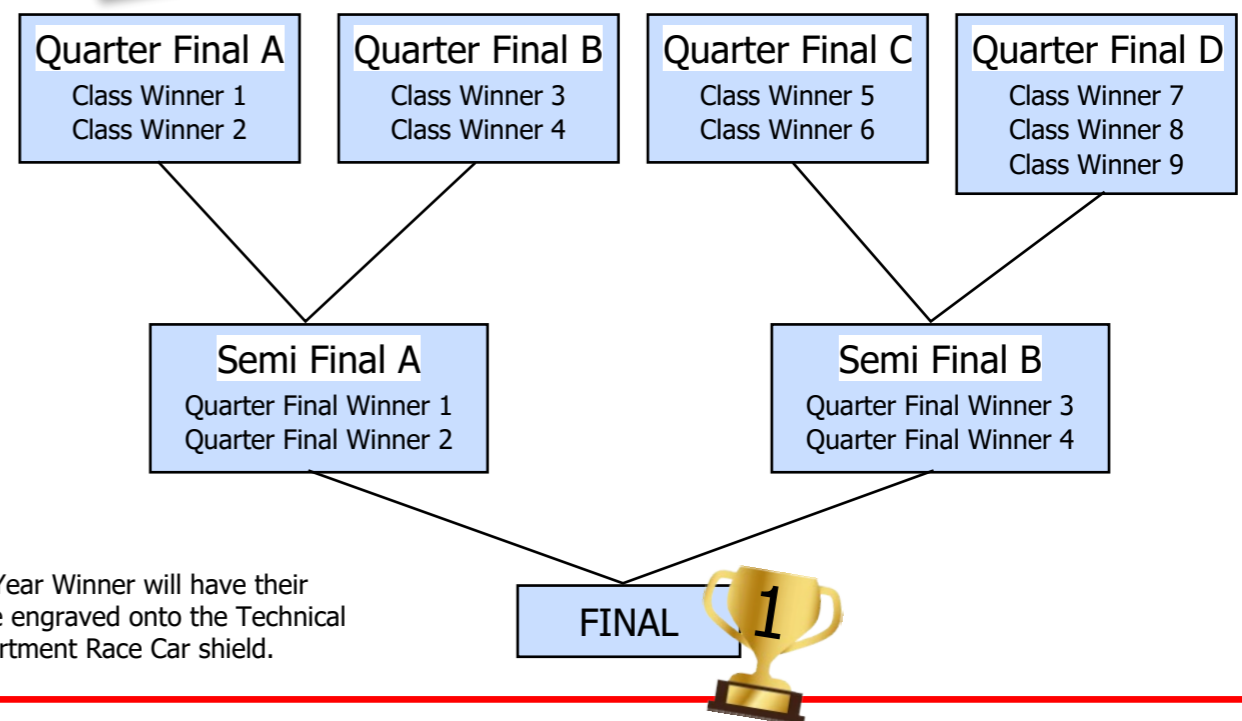 Quarter Final A
Class Winner 1
Class Winner 2
Quarter Final B
Class Winner 3
Class Winner 4
Quarter Final C
Class Winner 5
Class Winner 6
Quarter Final D
Class Winner 7
Class Winner 8
Class Winner 9
Semi Final A
Quarter Final Winner 1
Quarter Final Winner 2
Semi Final B
Quarter Final Winner 3
Quarter Final Winner 4
Year Winner will have their
engraved onto the Technical
Race Car shield.
FINAL
1